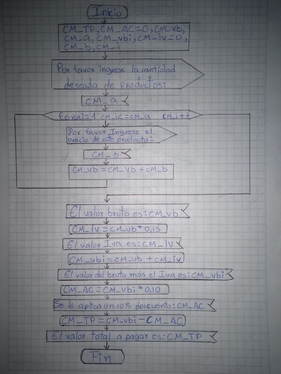 Inicio
CM_TP, CM_AC=0, CM_vb,
CM_a, CM_vbi, CM_iv=0,
CM_b, CM_i
Por favor ingrese la cantidad
deseada de productos:
CM_a
CM_i=1 CM_i<=CM_a CM_i++
Por favor Ingrese el
precio de este producto:
CM_b
CM_vb = CM_vb + CM_b
El valor bruto es: CM_vb
CM_iv = CM_vb * 0,15
El valor Iva es: CM_iv
CM_vbi = CM_vb + CM_iv
El valor del bruto mas el Iva es: CM_vbi
CM_AC = CM_vbi * 0,10
Se le aplica un 10% descuento: CM_AC
CM_TP = CM_vbi - CM_AC
El valor total a pagar es: CM_TP
Fin